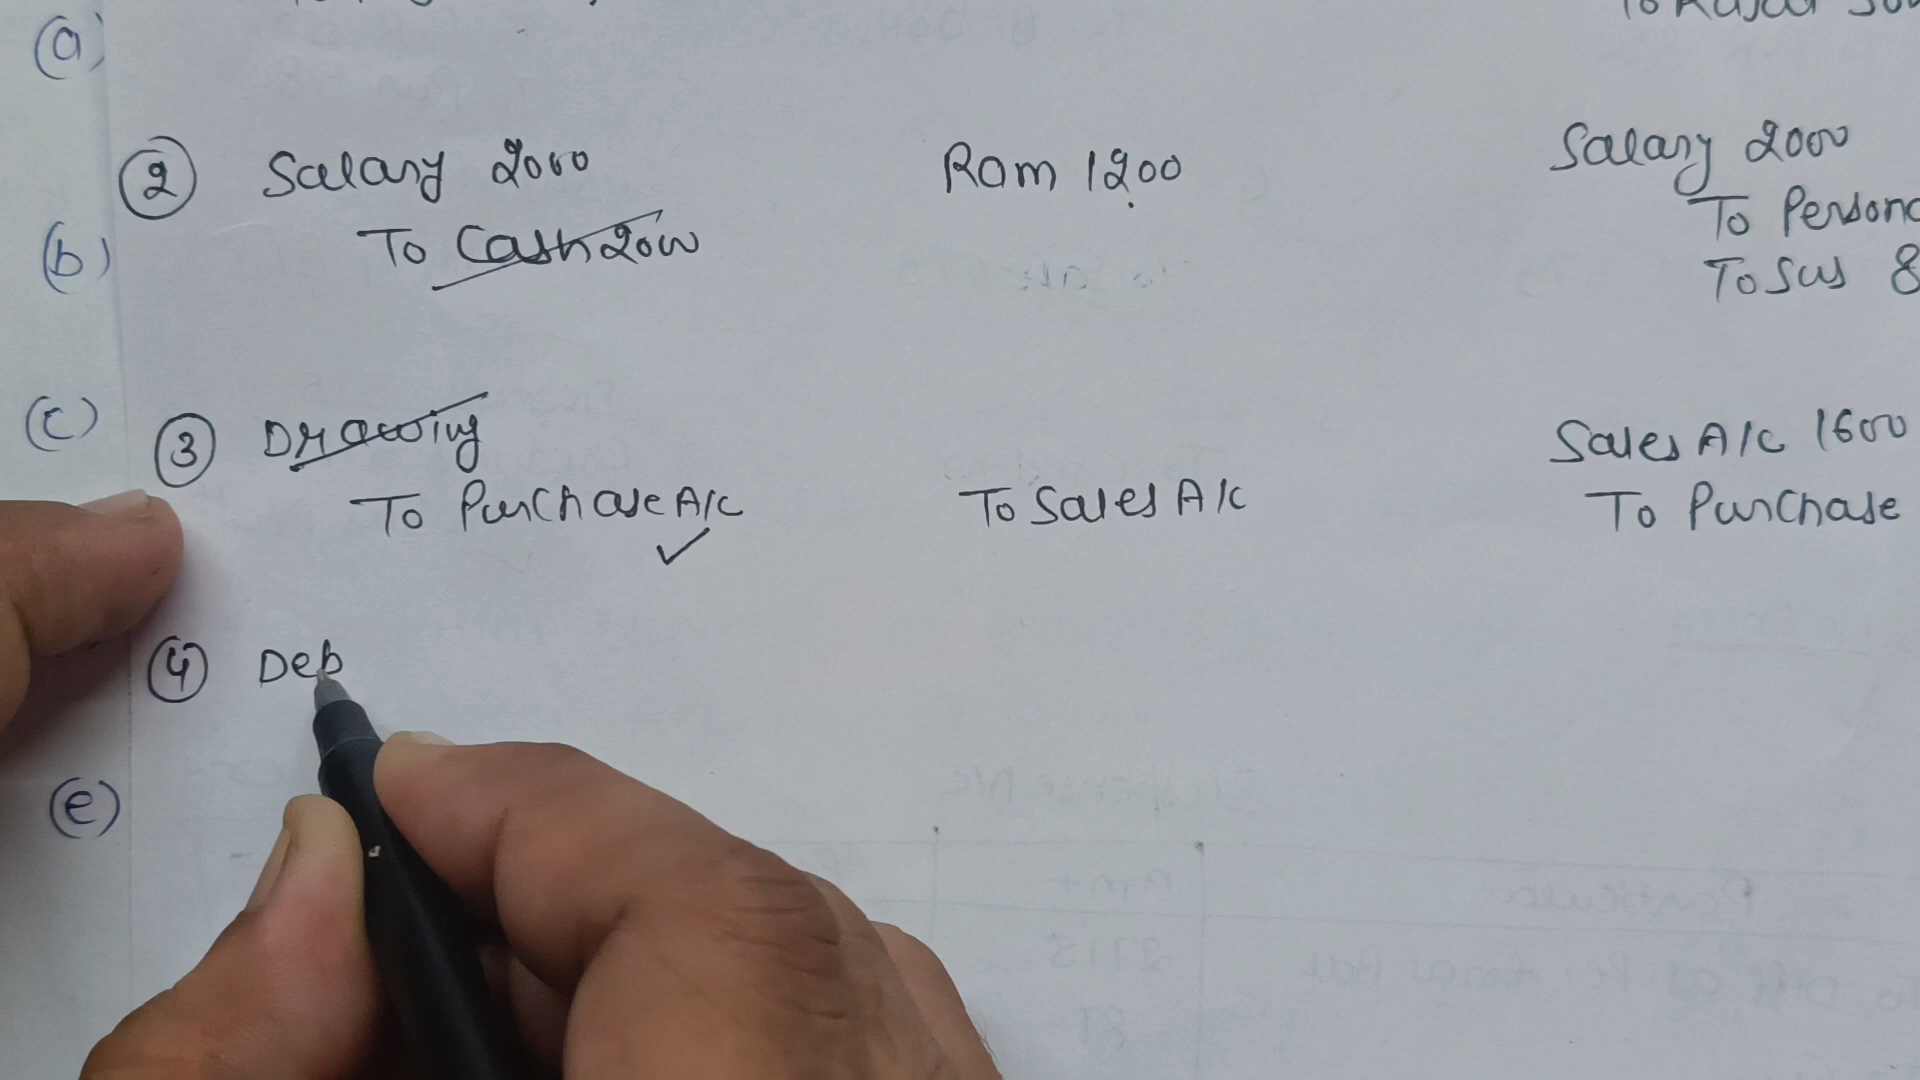 (a)
② Salary 2000 Ram 1200 Salary 2000
To Cash 2000 To Persona
(b) To Sus 8
(c) ③ Drawing Sales A/c 1600
To Purchase A/c To Sales A/c To Purchase
④ Deb
(e)